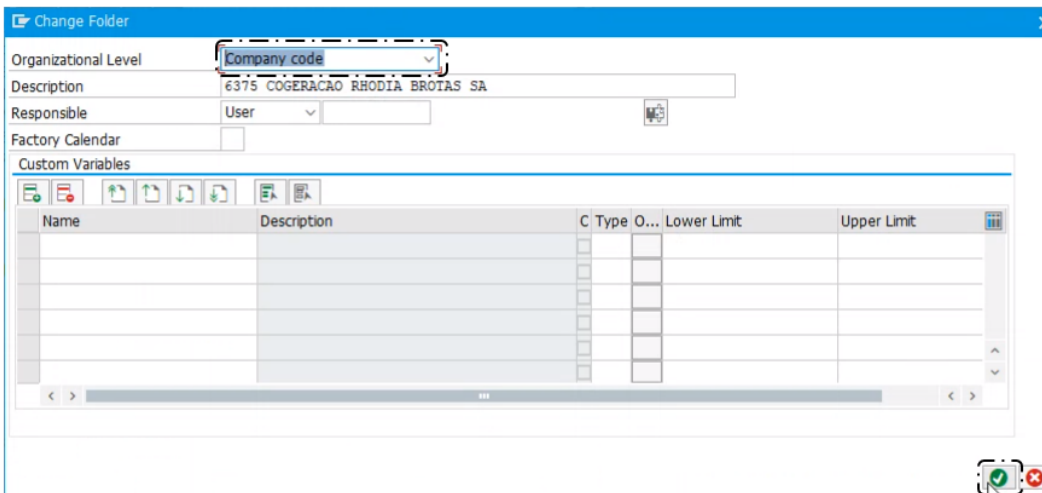 Change Folder
Organizational Level Company code
Description 6375 COGERACAO RHODIA BROTAS SA
Responsible User
Factory Calendar
Custom Variables
Name Description C Type O... Lower Limit Upper Limit